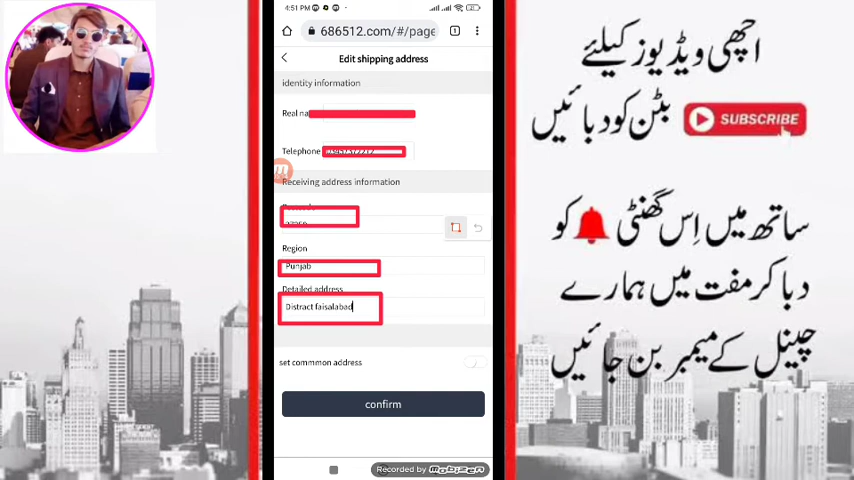 4:51 PM
686512.com/#/page
1
Edit shipping address
identity information
Real na
Telephone
Receiving address information
Region
Punjab
Detailed address
Distract faisalabad
set commmon address
confirm
Recorded by mobizen
اچھی ویڈیوز کیلئے
بٹن کو دبائیں SUBSCRIBE
ساتھ میں اِس گھنٹی کو
دبا کر مفت میں ہمارے
چینل کے میمبر بن جائیں